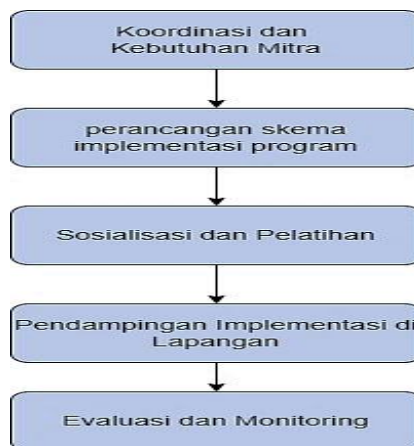 Koordinasi dan
Kebutuhan Mitra
perancangan skema
implementasi program
Sosialisasi dan Pelatihan
Pendampingan Implementasi di
Lapangan
Evaluasi dan Monitoring